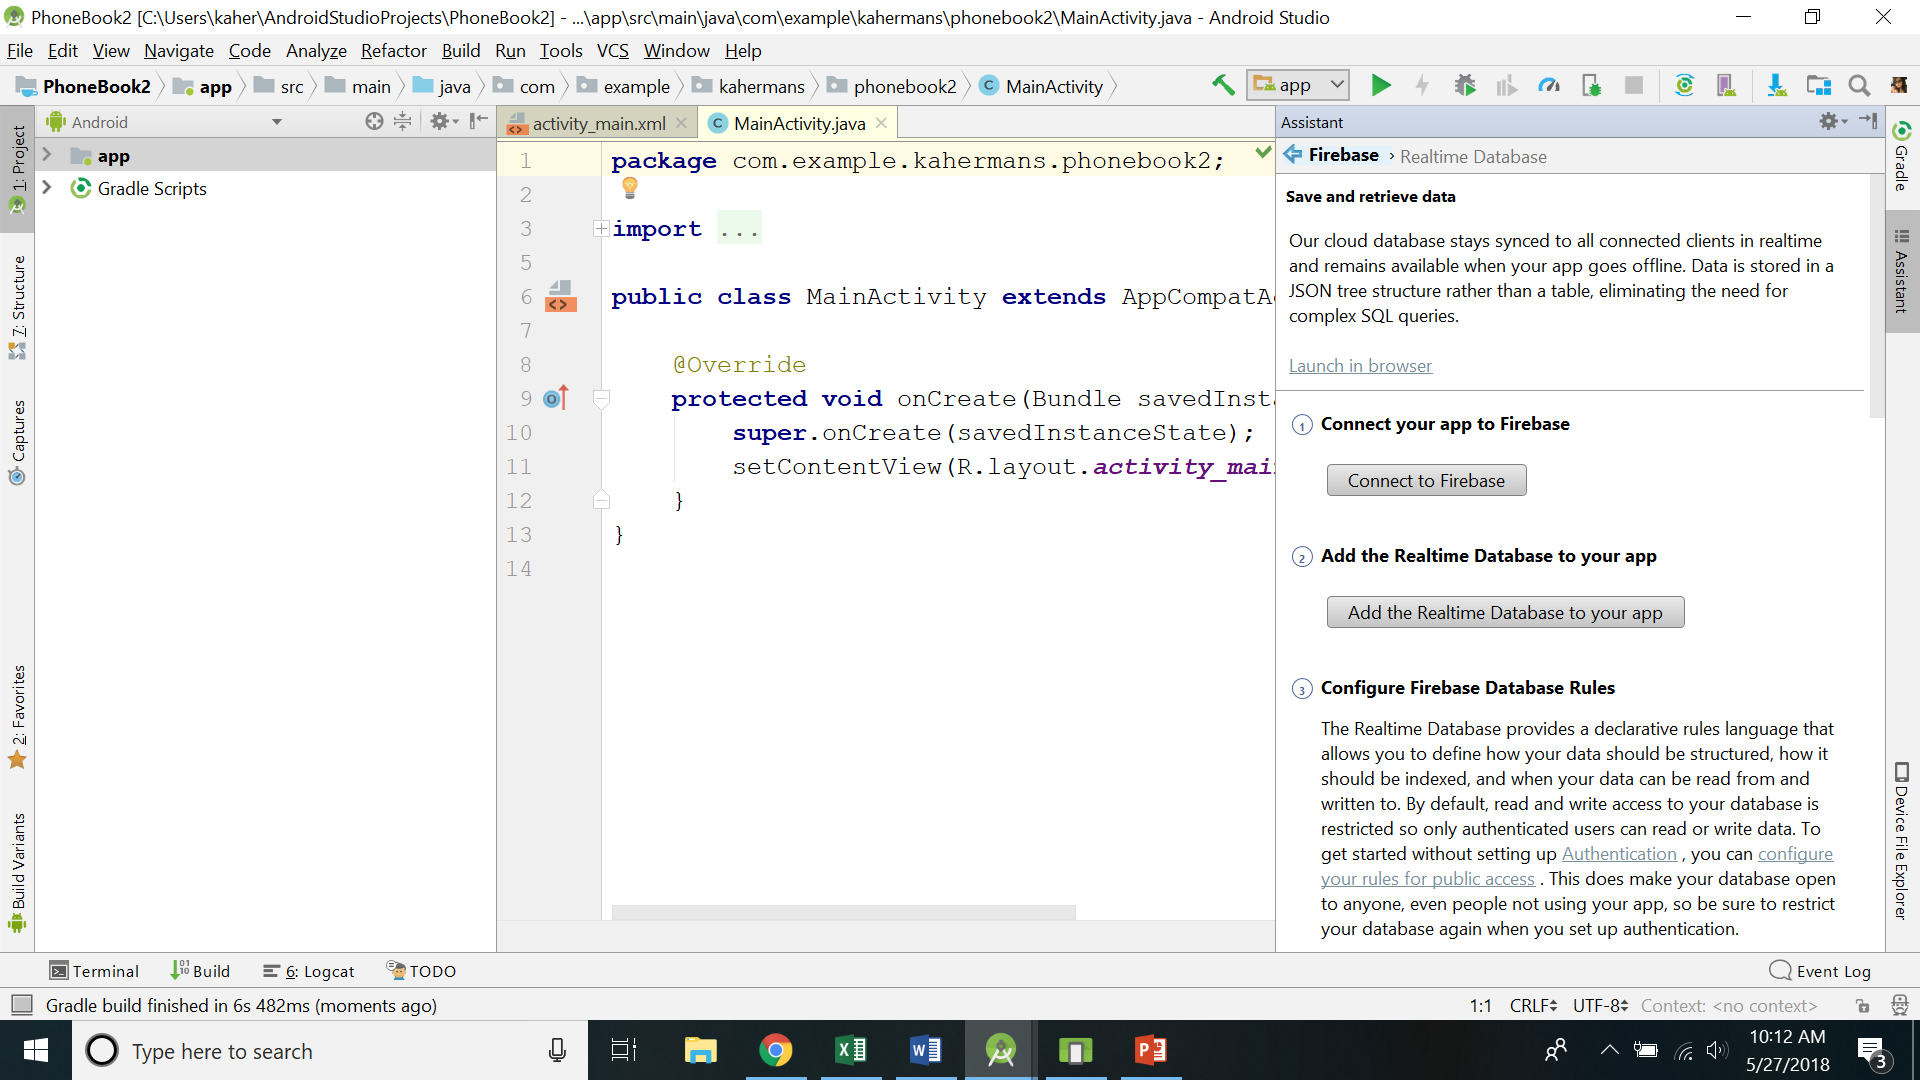 PhoneBook2 [C:\Users\kaher\AndroidStudioProjects\PhoneBook2] - ...\app\src\main\java\com\example\kahermans\phonebook2\MainActivity.java - Android Studio
File Edit View Navigate Code Analyze Refactor Build Run Tools VCS Window Help
PhoneBook2 app src main java com example kahermans phonebook2 MainActivity app
Android
app
Gradle Scripts
1: Project
7: Structure
Captures
2: Favorites
Build Variants
activity_main.xml MainActivity.java
1 package com.example.kahermans.phonebook2;
2
3 import ...
5
6 public class MainActivity extends AppCompatA
7
8 @Override
9 protected void onCreate(Bundle savedInst
10 super.onCreate(savedInstanceState);
11 setContentView(R.layout.activity_mai
12 }
13 }
14
Assistant
Firebase › Realtime Database
Save and retrieve data
Our cloud database stays synced to all connected clients in realtime
and remains available when your app goes offline. Data is stored in a
JSON tree structure rather than a table, eliminating the need for
complex SQL queries.
Launch in browser
1 Connect your app to Firebase
Connect to Firebase
2 Add the Realtime Database to your app
Add the Realtime Database to your app
3 Configure Firebase Database Rules
The Realtime Database provides a declarative rules language that
allows you to define how your data should be structured, how it
should be indexed, and when your data can be read from and
written to. By default, read and write access to your database is
restricted so only authenticated users can read or write data. To
get started without setting up Authentication , you can configure
your rules for public access . This does make your database open
to anyone, even people not using your app, so be sure to restrict
your database again when you set up authentication.
Gradle
Assistant
Device File Explorer
Terminal Build 6: Logcat TODO Event Log
Gradle build finished in 6s 482ms (moments ago) 1:1 CRLF UTF-8 Context: <no context>
Type here to search
10:12 AM
5/27/2018
3